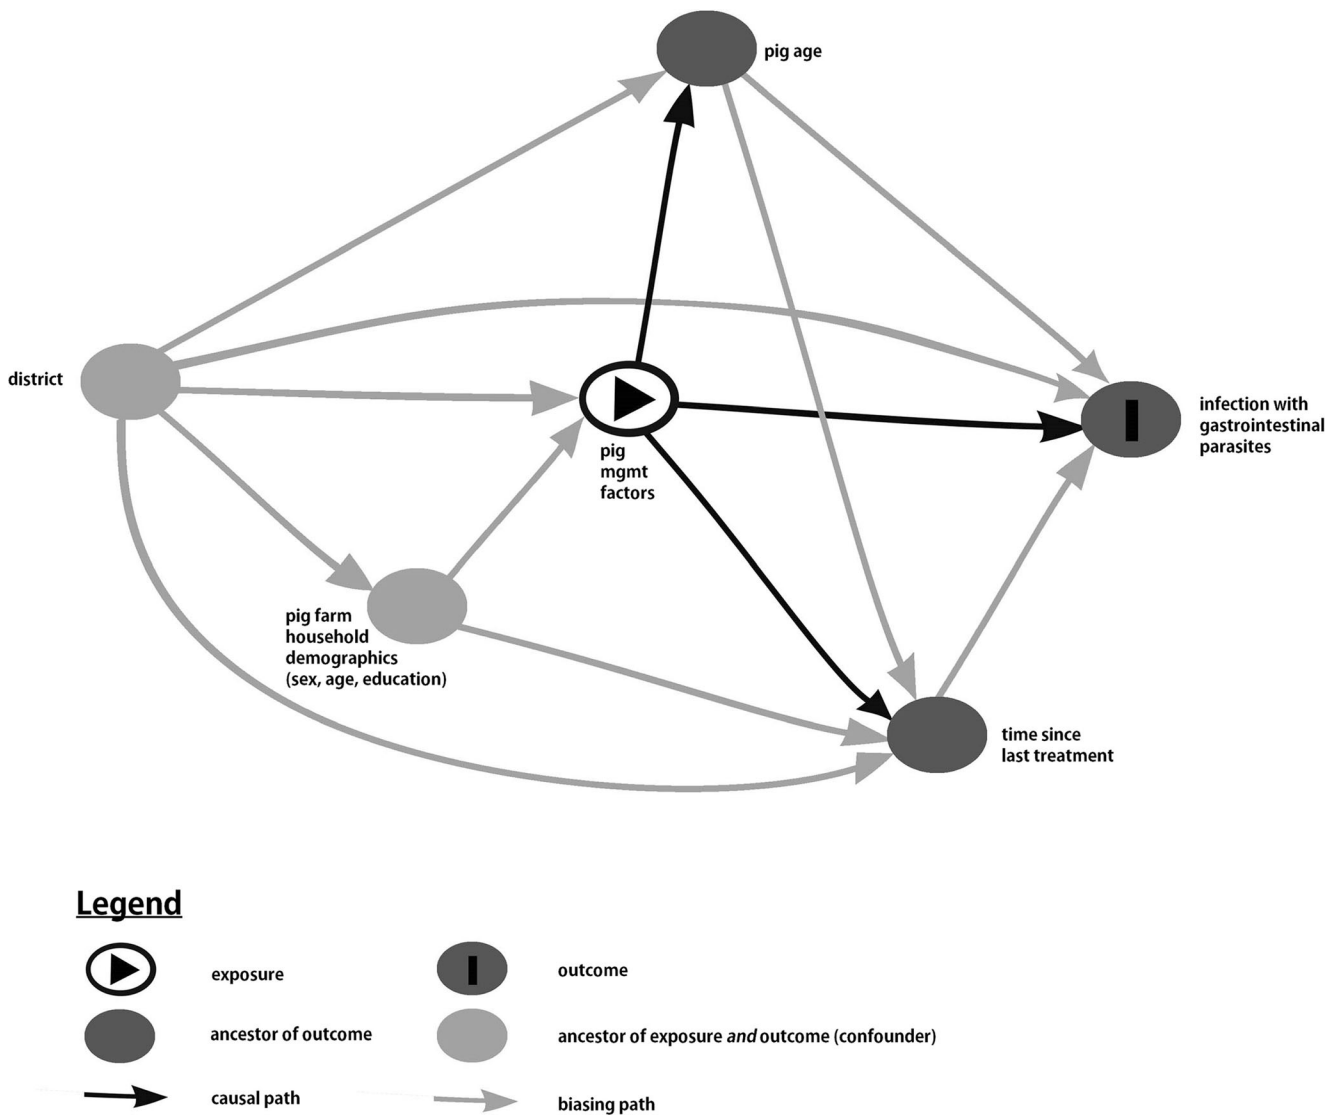 pig age
district
pig
mgmt
factors
infection with
gastrointestinal
parasites
pig farm
household
demographics
(sex, age, education)
time since
last treatment
Legend
exposure
outcome
ancestor of outcome
ancestor of exposure and outcome (confounder)
causal path
biasing path